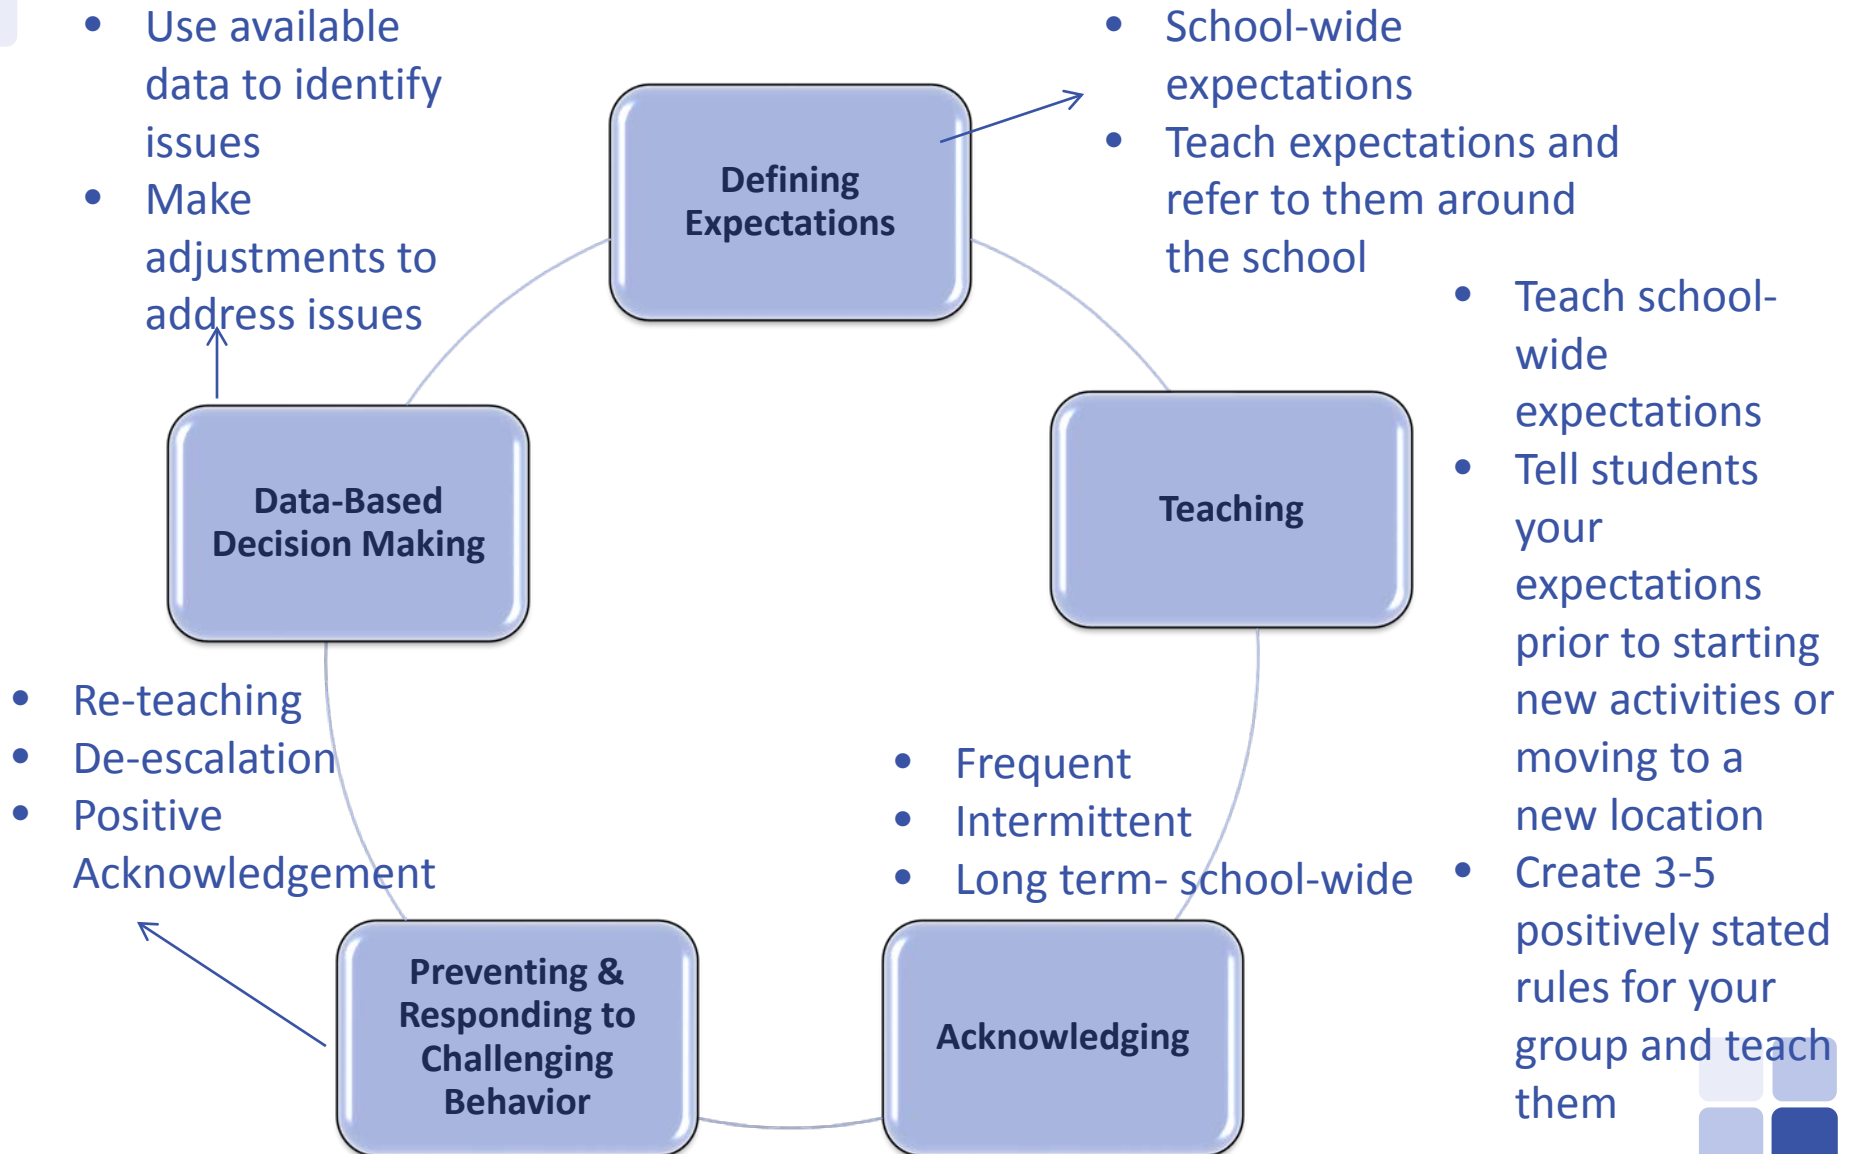 • Use available
data to identify
issues
• Make
adjustments to
address issues
• School-wide
expectations
• Teach expectations and
refer to them around
the school
Defining
Expectations
• Teach school-
wide
expectations
• Tell students
your
expectations
prior to starting
new activities or
moving to a
new location
• Create 3-5
positively stated
rules for your
group and teach
them
Teaching
Data-Based
Decision Making
• Re-teaching
• De-escalation
• Positive
Acknowledgement
• Frequent
• Intermittent
• Long term- school-wide
Preventing &
Responding to
Challenging
Behavior
Acknowledging